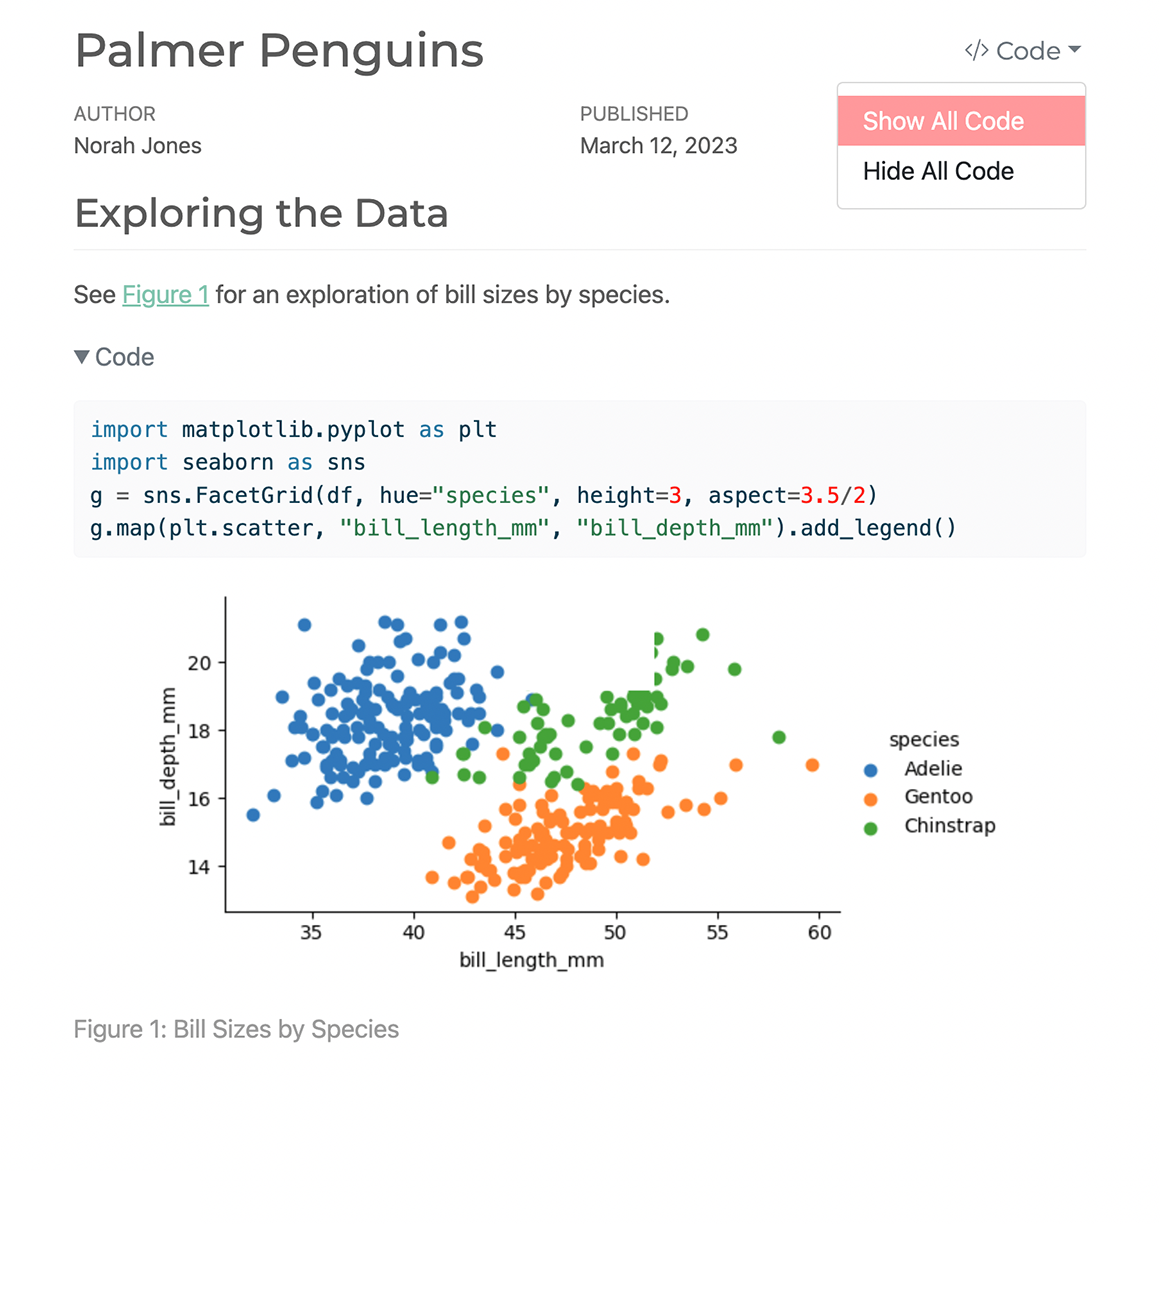 Palmer Penguins
</> Code
Show All Code
Hide All Code
AUTHOR
Norah Jones
PUBLISHED
March 12, 2023
Exploring the Data
See Figure 1 for an exploration of bill sizes by species.
Code
import matplotlib.pyplot as plt
import seaborn as sns
g = sns.FacetGrid(df, hue="species", height=3, aspect=3.5/2)
g.map(plt.scatter, "bill_length_mm", "bill_depth_mm").add_legend()
20
18
16
14
bill_depth_mm
35 40 45 50 55 60
bill_length_mm
species
Adelie
Gentoo
Chinstrap
Figure 1: Bill Sizes by Species